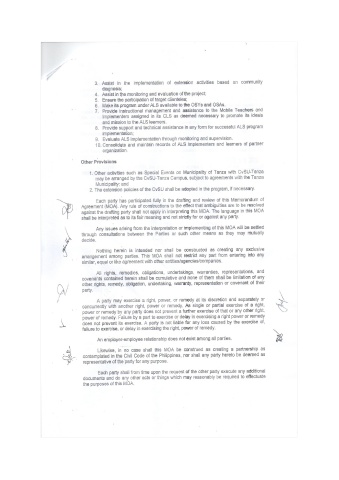 3. Assist in the implementation of extension activities based on community
diagnosis;
4. Assist in the monitoring and evaluation of the project;
5. Ensure the participation of target clientele;
6. Make its program under ALS available to the OSYs and OSAs;
7. Provide instructional management and assistance to the Mobile Teachers and
implementers assigned in its CLS as deemed necessary to promote its ideals
and mission to the ALS learners;
8. Provide support and technical assistance in any form for successful ALS program
implementation;
9. Evaluate ALS implementation through monitoring and supervision.
10. Consolidate and maintain records of ALS implementers and learners of partner
organization.
Other Provisions
1. Other activities such as Special Events or Municipality of Tanza with CvSU-Tanza
may be arranged by the CvSU-Tanza Campus, subject to agreements with the Tanza
Municipality; and
2. The extension policies of the CvSU shall be adopted in the program, if necessary.
Each party has participated fully in the drafting and review of this Memorandum of
Agreement (MOA). Any rule of constructions to the effect that ambiguities are to be resolved
against the drafting party shall not apply in interpreting this MOA. The language in this MOA
shall be interpreted as to its fair meaning and not strictly for or against any party.
Any issues arising from the interpretation or implementing of this MOA will be settled
through consultations between the Parties or such other means as they may mutually
decide.
Nothing herein is intended nor shall be constructed as creating any exclusive
arrangement among parties. This MOA shall not restrict any part from entering into any
similar, equal or like agreement with other entities/agencies/companies.
All rights, remedies, obligations, undertakings, warranties, representations, and
covenants contained herein shall be cumulative and none of them shall be limitation of any
other rights, remedy, obligation, undertaking, warranty, representation or covenant of their
party.
A party may exercise a right, power, or remedy at its discretion and separately or
concurrently with another right, power, or remedy. As single or partial exercise of a right,
power or remedy by any party does not prevent a further exercise of that or any other right,
power of remedy. Failure by a part to exercise or delay in exercising a right power or remedy
does not prevent its exercise. A party is not liable for any loss caused by the exercise of,
failure to exercise, or delay in exercising the right, power of remedy.
An employer-employee relationship does not exist among all parties.
Likewise, in no case shall this MOA be construed as creating a partnership as
contemplated in the Civil Code of the Philippines, nor shall any party hereto be deemed as
representative of the party for any purpose.
Each party shall from time upon the request of the other party execute any additional
documents and do any other acts or things which may reasonably be required to effectuate
the purposes of this MOA.